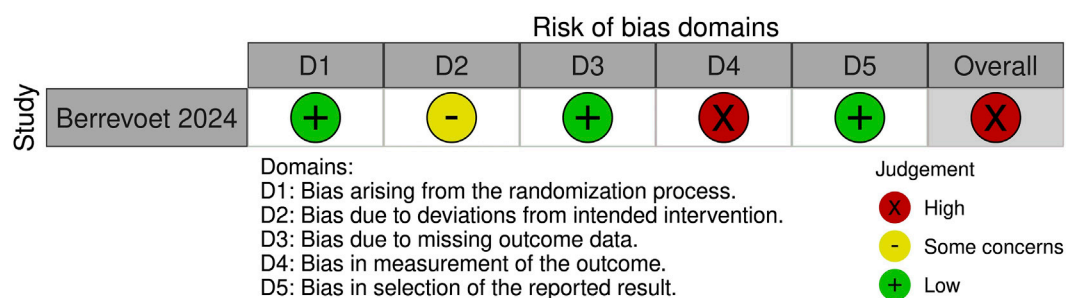 Risk of bias domains
D1 D2 D3 D4 D5 Overall
Study
Berrevoet 2024 + - + X + X
Domains:
D1: Bias arising from the randomization process.
D2: Bias due to deviations from intended intervention.
D3: Bias due to missing outcome data.
D4: Bias in measurement of the outcome.
D5: Bias in selection of the reported result.
Judgement
X High
- Some concerns
+ Low